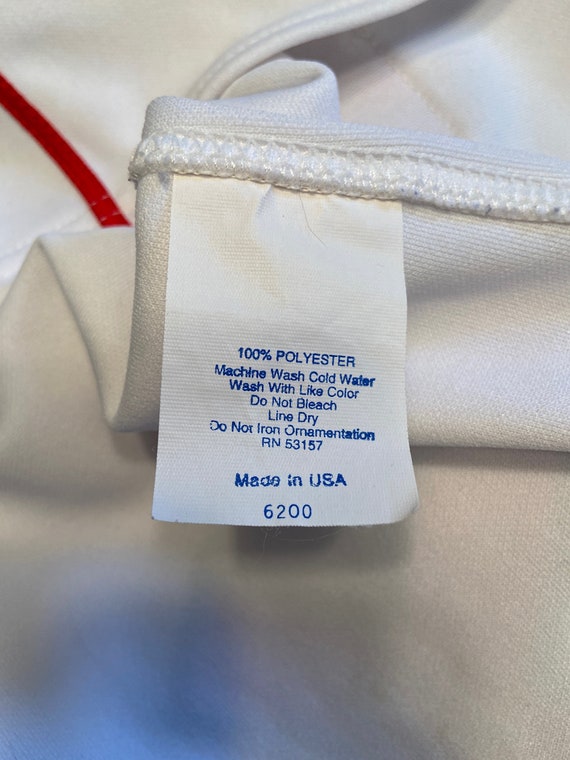 100% POLYESTER
Machine Wash Cold Water
Wash With Like Color
Do Not Bleach
Line Dry
Do Not Iron Ornamentation
RN 53157
Made In USA
6200